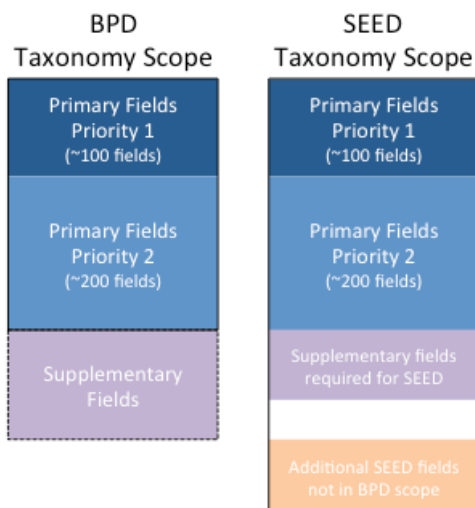 BPD
Taxonomy Scope
Primary Fields
Priority 1
(~100 fields)
Primary Fields
Priority 2
(~200 fields)
Supplementary
Fields
SEED
Taxonomy Scope
Primary Fields
Priority 1
(~100 fields)
Primary Fields
Priority 2
(~200 fields)
Supplementary fields
required for SEED
Additional SEED fields
not in BPD scope